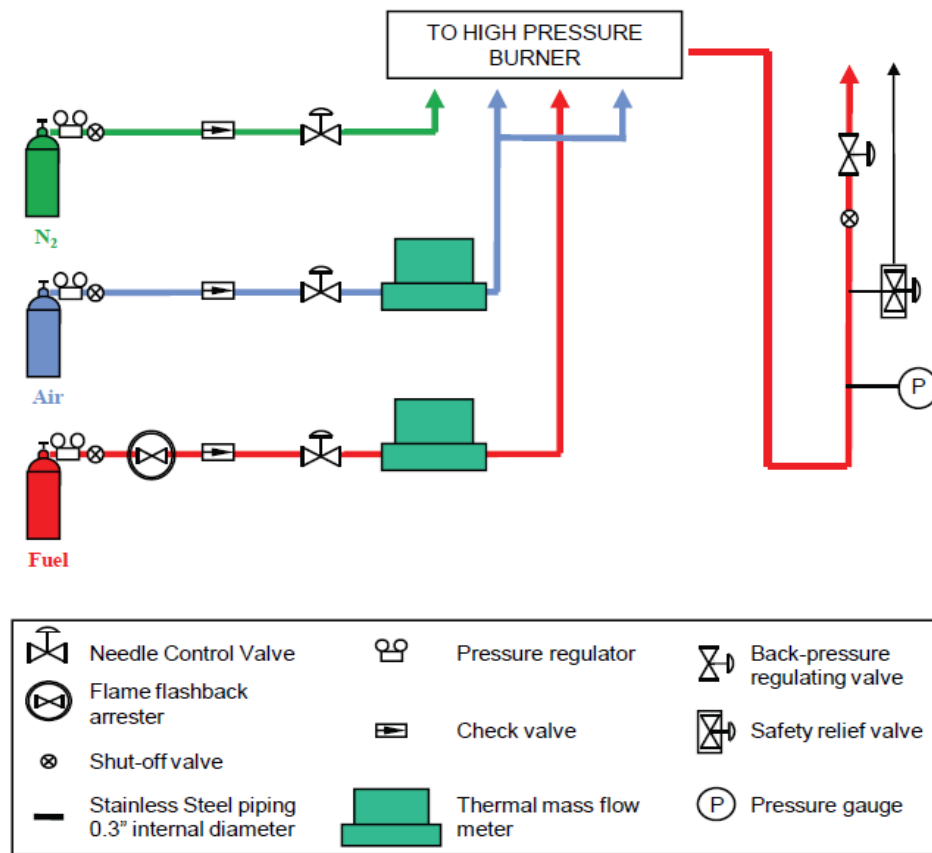 TO HIGH PRESSURE
BURNER
N₂
Air
P
Fuel
Needle Control Valve
Pressure regulator
Back-pressure
regulating valve
Flame flashback
arrester
Check valve
Safety relief valve
Shut-off valve
Stainless Steel piping
0.3” internal diameter
Thermal mass flow
meter
P
Pressure gauge